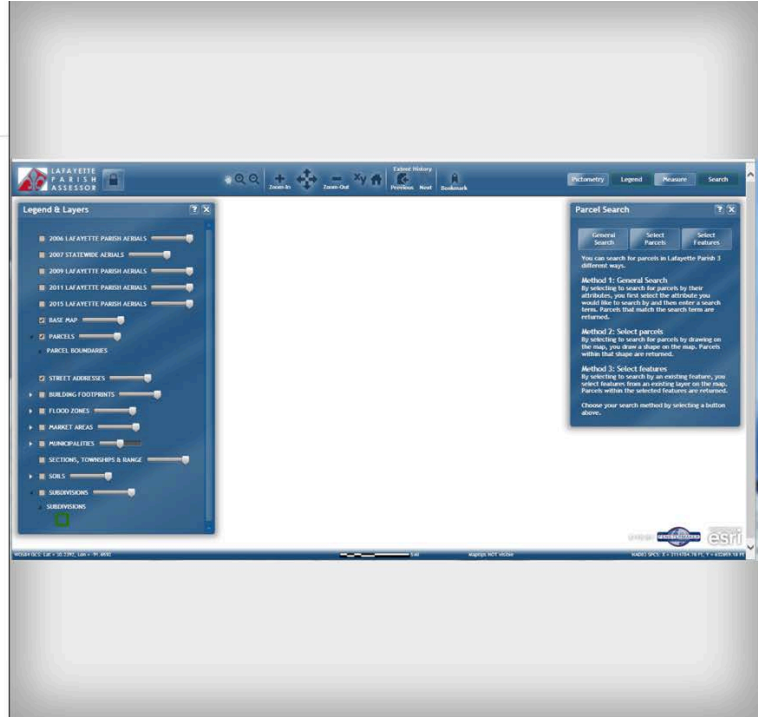 LAFAYETTE
PARISH
ASSESSOR
Zoom-In
Zoom-Out
xy
Extent History
Previous Next
Bookmark
Pictometry Legend Measure Search
Legend & Layers ? X
2006 LAFAYETTE PARISH AERIALS
2007 STATEWIDE AERIALS
2009 LAFAYETTE PARISH AERIALS
2011 LAFAYETTE PARISH AERIALS
2015 LAFAYETTE PARISH AERIALS
BASE MAP
PARCELS
PARCEL BOUNDARIES
STREET ADDRESSES
BUILDING FOOTPRINTS
FLOOD ZONES
MARKET AREAS
MUNICIPALITIES
SECTIONS, TOWNSHIPS & RANGE
SOILS
SUBDIVISIONS
SUBDIVISIONS
Parcel Search ? X
General Search
Select Parcels
Select Features
You can search for parcels in Lafayette Parish 3
different ways.
Method 1: General Search
By selecting to search for parcels by their
attributes, you first select the attribute you
would like to search by and then enter a search
term. Parcels that match the search term are
returned.
Method 2: Select parcels
By selecting to search for parcels by drawing on
the map, you draw a shape on the map. Parcels
within that shape are returned.
Method 3: Select features
By selecting to search by an existing feature, you
select features from an existing layer on the map.
Parcels within the selected features are returned.
Choose your search method by selecting a button
above.
esri
Maptips NOT Visible